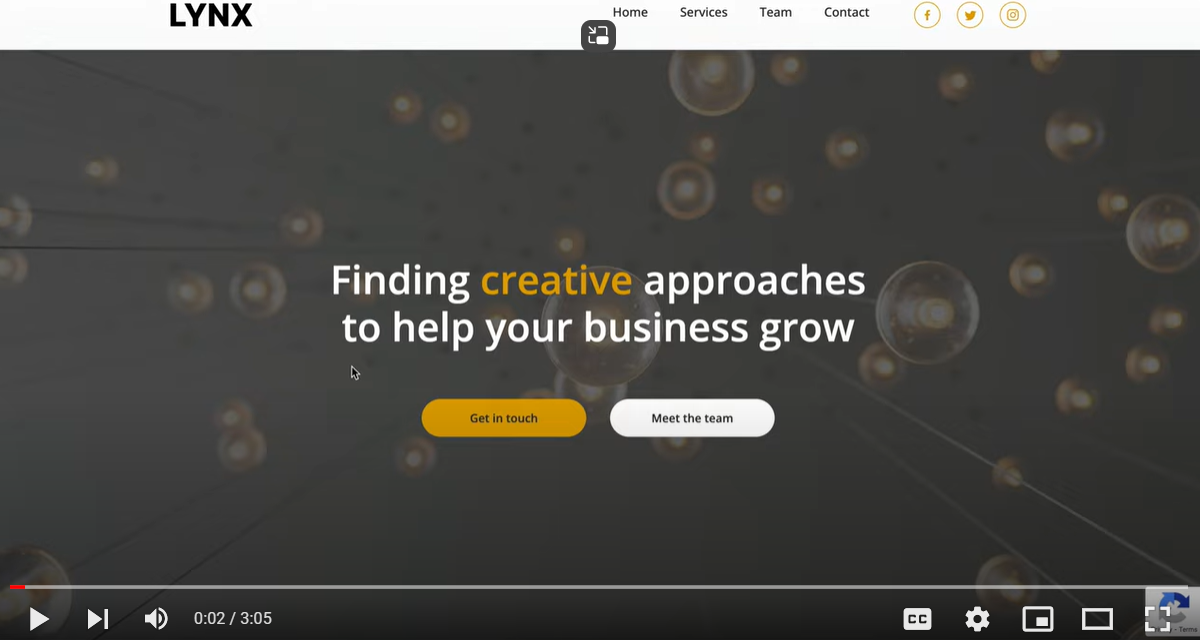 LYNX
Home Services Team Contact
Finding creative approaches
to help your business grow
Get in touch Meet the team
0:02 / 3:05
CC
- Terms